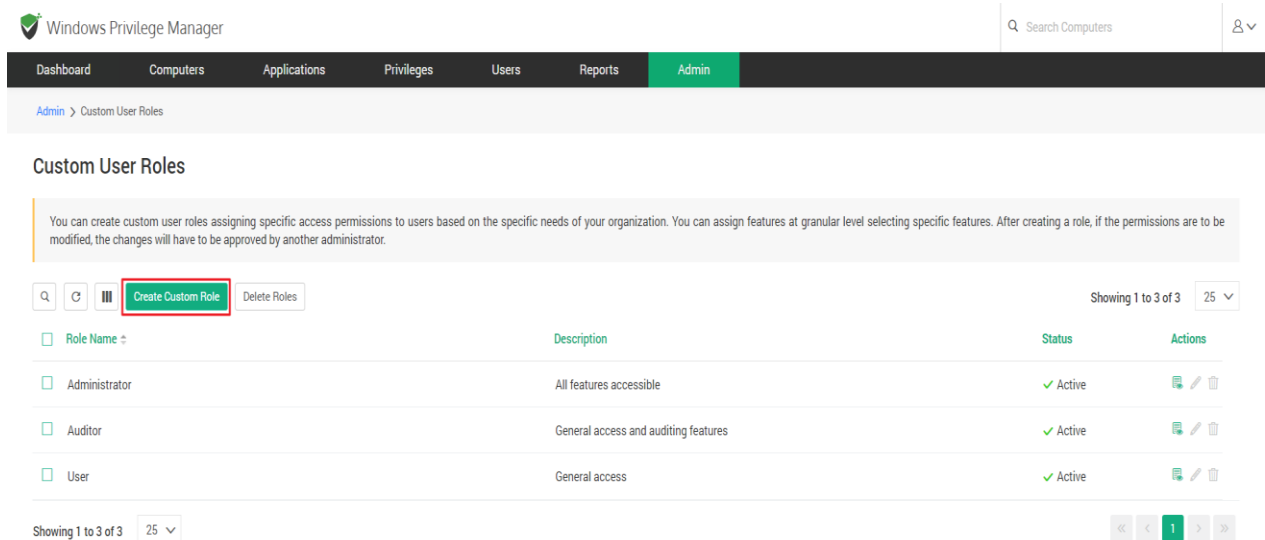 Windows Privilege Manager
Search Computers
Dashboard Computers Applications Privileges Users Reports Admin
Admin > Custom User Roles
Custom User Roles
You can create custom user roles assigning specific access permissions to users based on the specific needs of your organization. You can assign features at granular level selecting specific features. After creating a role, if the permissions are to be
modified, the changes will have to be approved by another administrator.
Create Custom Role Delete Roles Showing 1 to 3 of 3 25
Role Name Description Status Actions
Administrator All features accessible Active
Auditor General access and auditing features Active
User General access Active
Showing 1 to 3 of 3 25 « < 1 > »